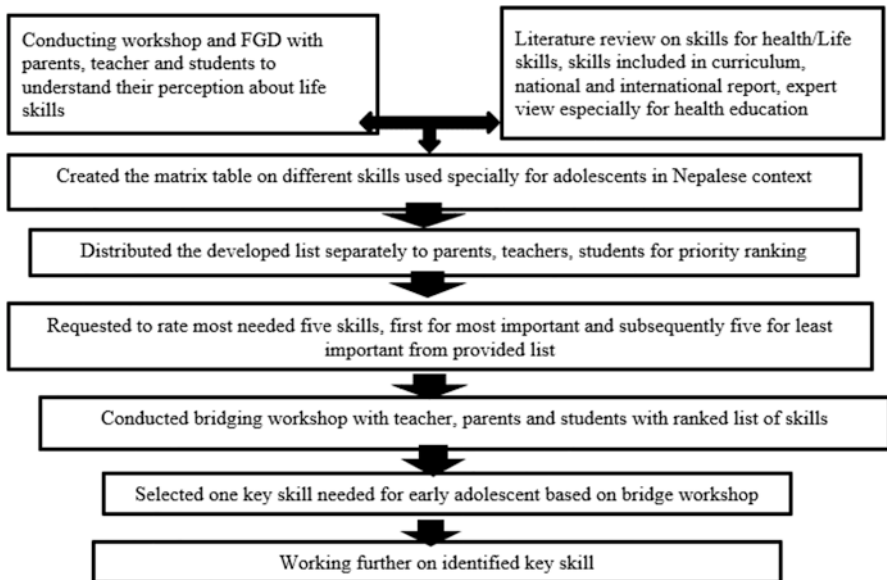 Conducting workshop and FGD with
parents, teacher and students to
understand their perception about life
skills
Literature review on skills for health/Life
skills, skills included in curriculum,
national and international report, expert
view especially for health education
Created the matrix table on different skills used specially for adolescents in Nepalese context
Distributed the developed list separately to parents, teachers, students for priority ranking
Requested to rate most needed five skills, first for most important and subsequently five for least
important from provided list
Conducted bridging workshop with teacher, parents and students with ranked list of skills
Selected one key skill needed for early adolescent based on bridge workshop
Working further on identified key skill